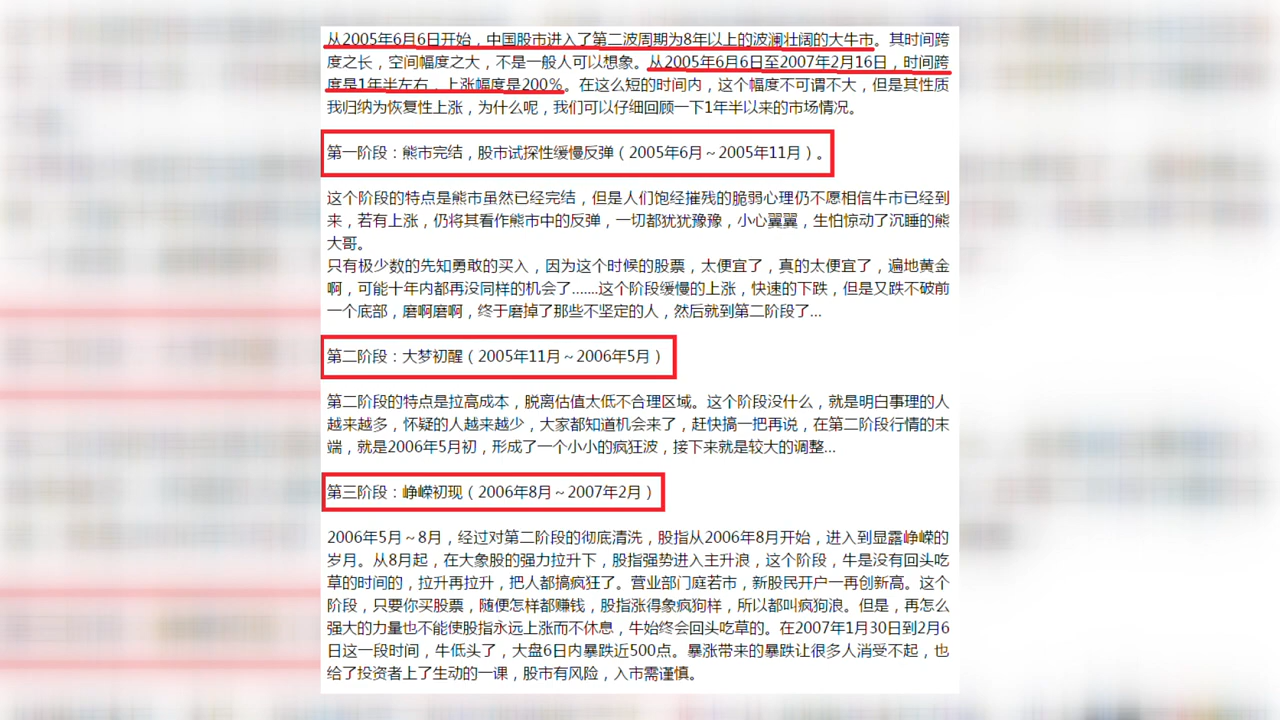 从2005年6月6日开始，中国股市进入了第二波周期为8年以上的波澜壮阔的大牛市。其时间跨
度之长，空间幅度之大，不是一般人可以想象。从2005年6月6日至2007年2月16日，时间跨
度是1年半左右，上涨幅度是200%。在这么短的时间内，这个幅度不可谓不大，但是其性质
我归纳为恢复性上涨，为什么呢，我们可以仔细回顾一下1年半以来的市场情况。
第一阶段：熊市完结，股市试探性缓慢反弹（2005年6月～2005年11月）。
这个阶段的特点是熊市虽然已经完结，但是人们饱经摧残的脆弱心理仍不愿相信牛市已经到
来，若有上涨，仍将其看作熊市中的反弹，一切都犹犹豫豫，小心翼翼，生怕惊动了沉睡的熊
大哥。
只有极少数的先知勇敢的买入，因为这个时候的股票，太便宜了，真的太便宜了，遍地黄金
啊，可能十年内都再没同样的机会了.......这个阶段缓慢的上涨，快速的下跌，但是又跌不破前
一个底部，磨啊磨啊，终于磨掉了那些不坚定的人，然后就到第二阶段了...
第二阶段：大梦初醒（2005年11月～2006年5月）
第二阶段的特点是拉高成本，脱离估值太低不合理区域。这个阶段没什么，就是明白事理的人
越来越多，怀疑的人越来越少，大家都知道机会来了，赶快搞一把再说，在第二阶段行情的末
端，就是2006年5月初，形成了一个小小的疯狂波，接下来就是较大的调整...
第三阶段：峥嵘初现（2006年8月～2007年2月）
2006年5月～8月，经过对第二阶段的彻底清洗，股指从2006年8月开始，进入到显露峥嵘的
岁月。从8月起，在大象股的强力拉升下，股指强势进入主升浪，这个阶段，牛是没有回头吃
草的时间的，拉升再拉升，把人都搞疯狂了。营业部门庭若市，新股民开户一再创新高。这个
阶段，只要你买股票，随便怎样都赚钱，股指涨得象疯狗样，所以都叫疯狗浪。但是，再怎么
强大的力量也不能使股指永远上涨而不休息，牛始终会回头吃草的。在2007年1月30日到2月6
日这一段时间，牛低头了，大盘6日内暴跌近500点。暴涨带来的暴跌让很多人消受不起，也
给了投资者上了生动的一课，股市有风险，入市需谨慎。